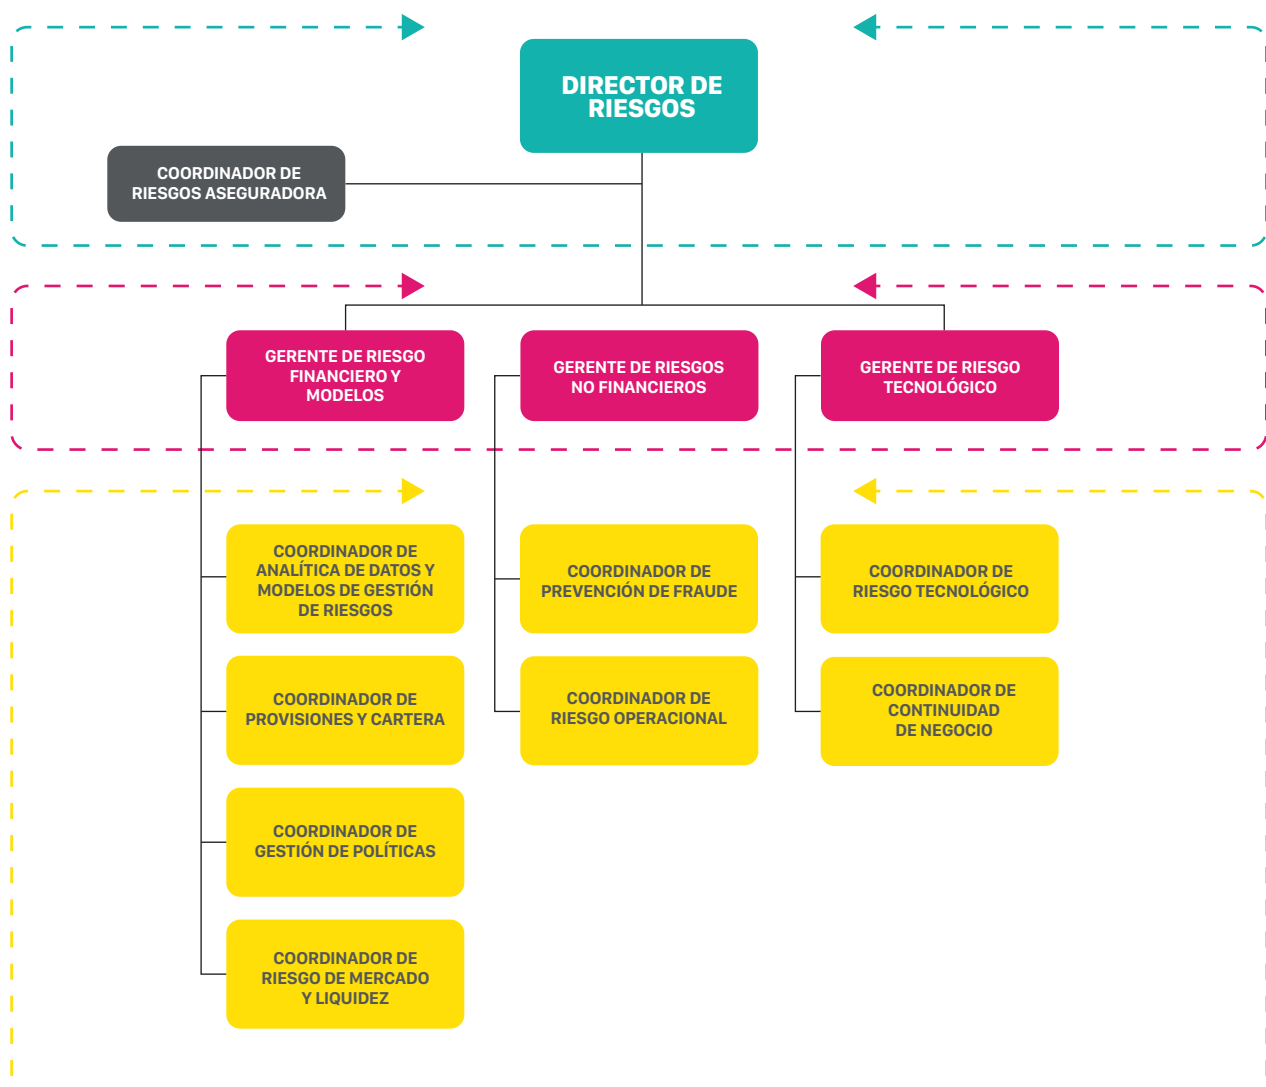 DIRECTOR DE
RIESGOS
COORDINADOR DE
RIESGOS ASEGURADORA
GERENTE DE RIESGO
FINANCIERO Y
MODELOS
GERENTE DE RIESGOS
NO FINANCIEROS
GERENTE DE RIESGO
TECNOLÓGICO
COORDINADOR DE
ANALÍTICA DE DATOS Y
MODELOS DE GESTIÓN
DE RIESGOS
COORDINADOR DE
PREVENCIÓN DE FRAUDE
COORDINADOR DE
RIESGO TECNOLÓGICO
COORDINADOR DE
PROVISIONES Y CARTERA
COORDINADOR DE
RIESGO OPERACIONAL
COORDINADOR DE
CONTINUIDAD
DE NEGOCIO
COORDINADOR DE
GESTIÓN DE POLÍTICAS
COORDINADOR DE
RIESGO DE MERCADO
Y LIQUIDEZ